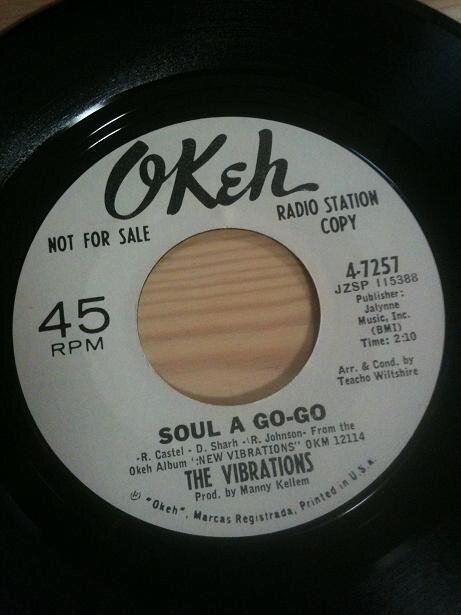 OKeh
NOT FOR SALE
RADIO STATION
COPY
45
RPM
4-7257
JZSP 115388
Publisher:
Jalynne
Music, Inc.
(BMI)
Time: 2:10
Arr. & Cond. by
Teacho Wiltshire
SOUL A GO-GO
-R. Castel - D. Sharh -R. Johnson- From the
Okeh Album ":NEW VIBRATIONS" OKM 12114
THE VIBRATIONS
Prod. by Manny Kellem
"Okeh", Marcas Registrada, Printed in U.S.A.